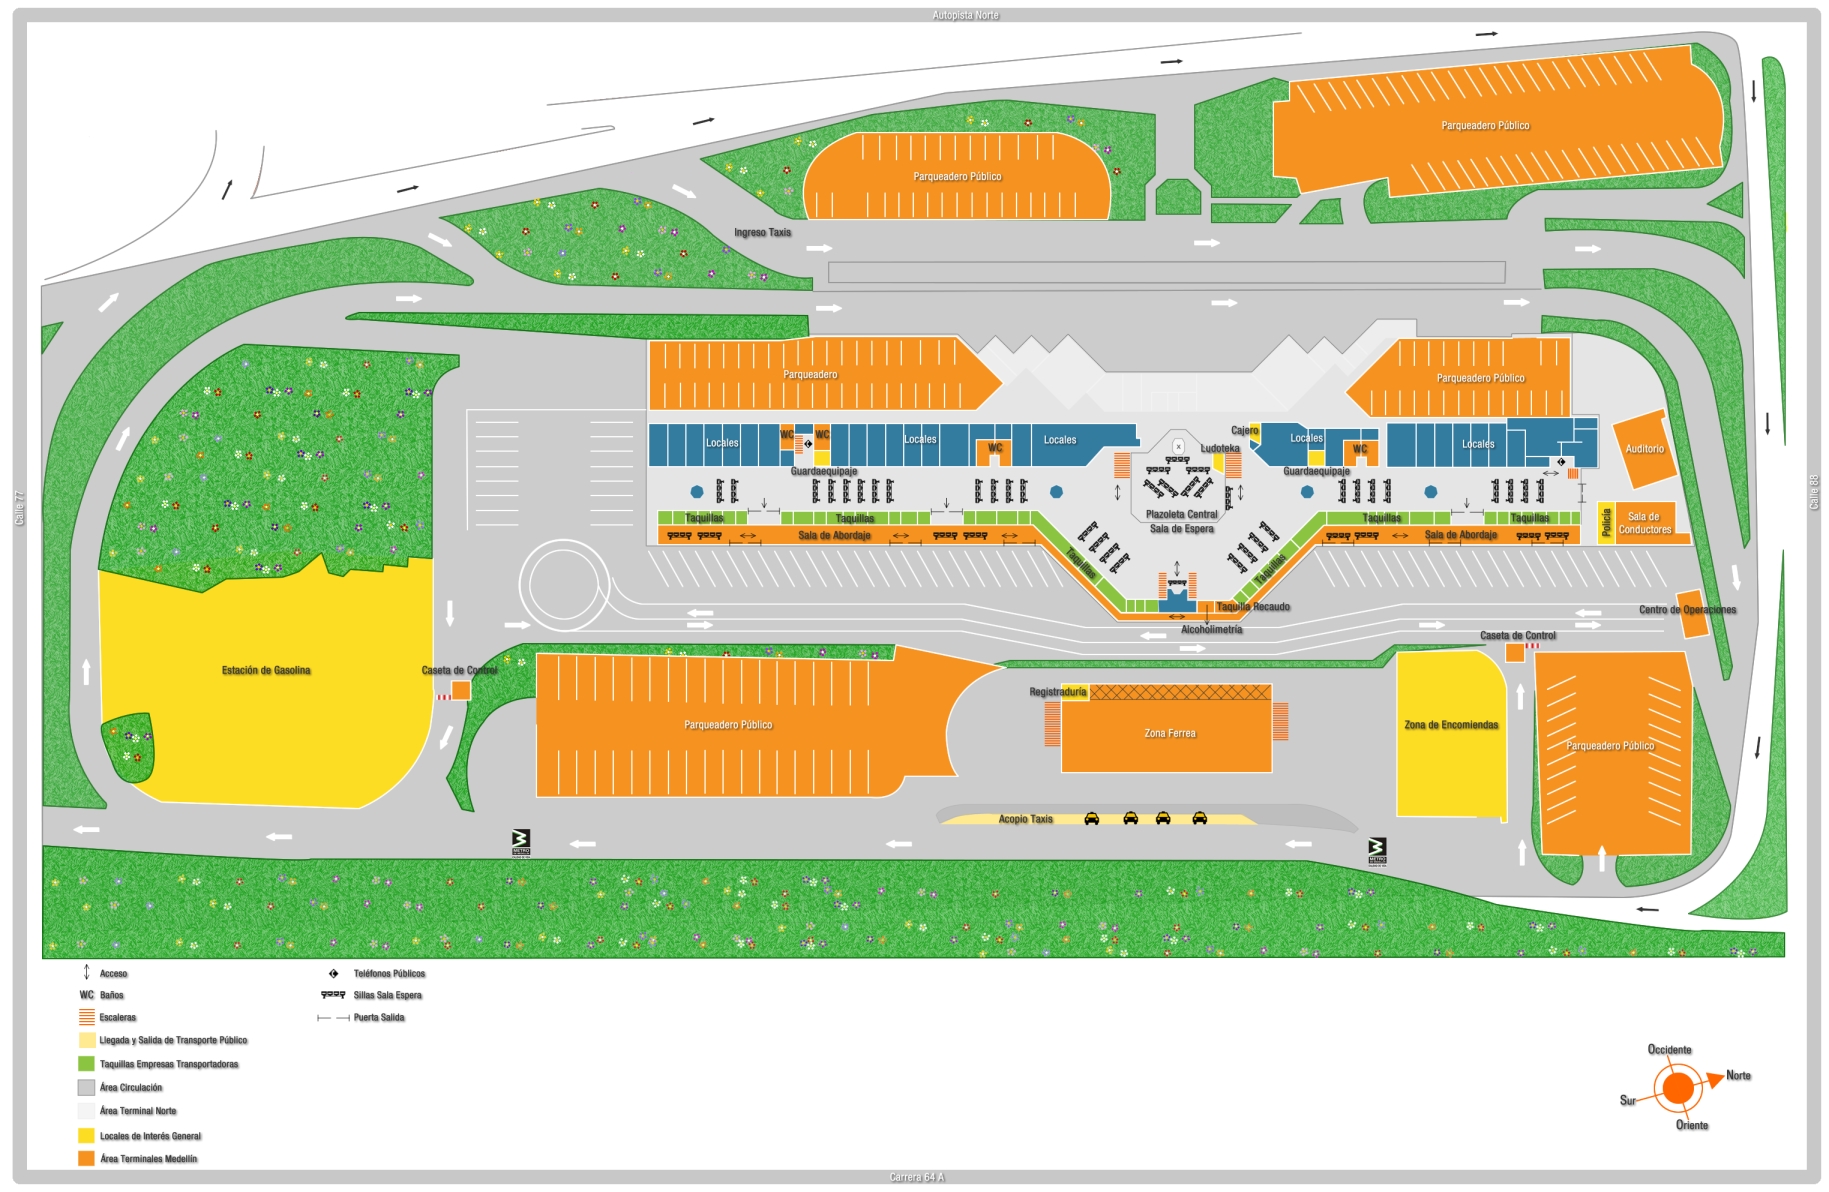 Autopista Norte
Parqueadero Público
Parqueadero Público
Ingreso Taxis
Parqueadero
Parqueadero Público
Locales
WC
WC
Locales
WC
Locales
Cajero
Ludoteka
Locales
WC
Locales
Auditorio
Guardaequipaje
Guardaequipaje
x
Calle 77
Calle 88
Taquillas
Taquillas
Plazoleta Central
Sala de Espera
Taquillas
Taquillas
Policía
Sala de
Conductores
Sala de Abordaje
Sala de Abordaje
Taquillas
Taquillas
Taquilla Recaudo
Alcoholimetría
Centro de Operaciones
Caseta de Control
Estación de Gasolina
Caseta de Control
Registraduría
Parqueadero Público
Zona Ferrea
Zona de Encomiendas
Parqueadero Público
Acopio Taxis
METRO
METRO
Acceso
Teléfonos Públicos
WC Baños
Sillas Sala Espera
Escaleras
Puerta Salida
Llegada y Salida de Transporte Público
Taquillas Empresas Transportadoras
Área Circulación
Área Terminal Norte
Locales de Interés General
Área Terminales Medellín
Occidente
Norte
Sur
Oriente
Carrera 64 A